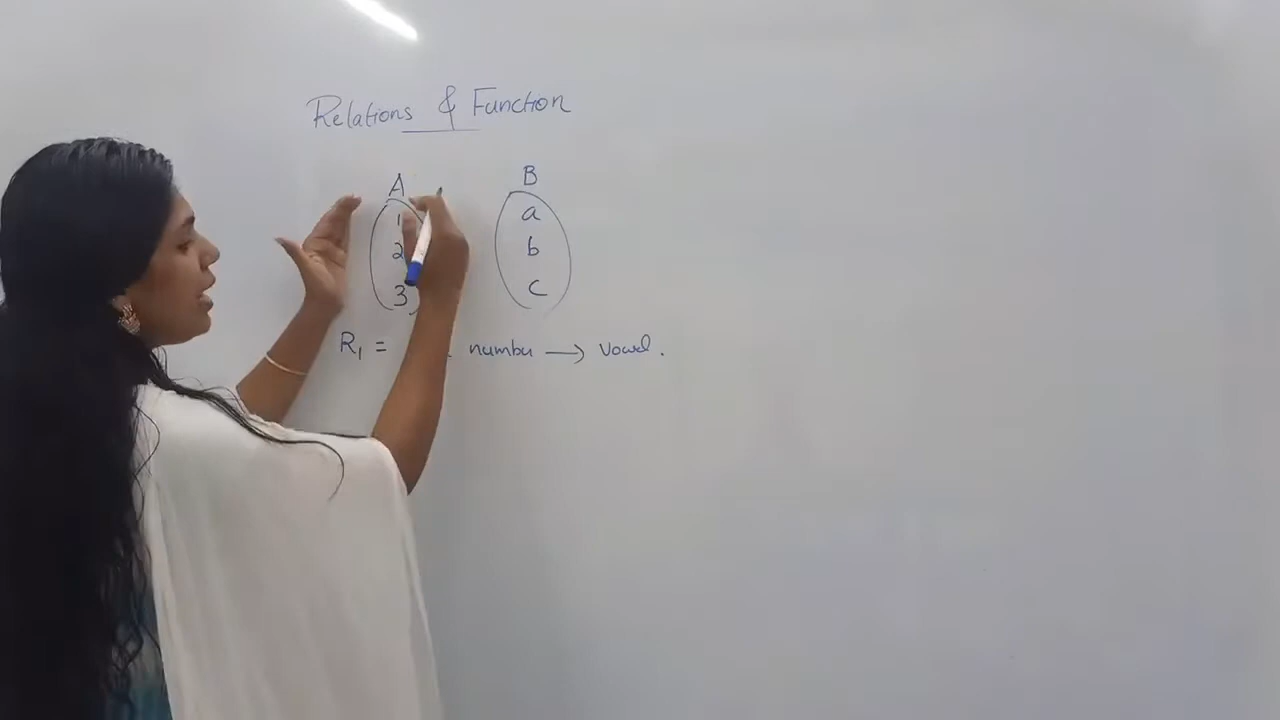 Relations & Function
A B
1 a
2 b
3 c
R1 = numbu → vowel.